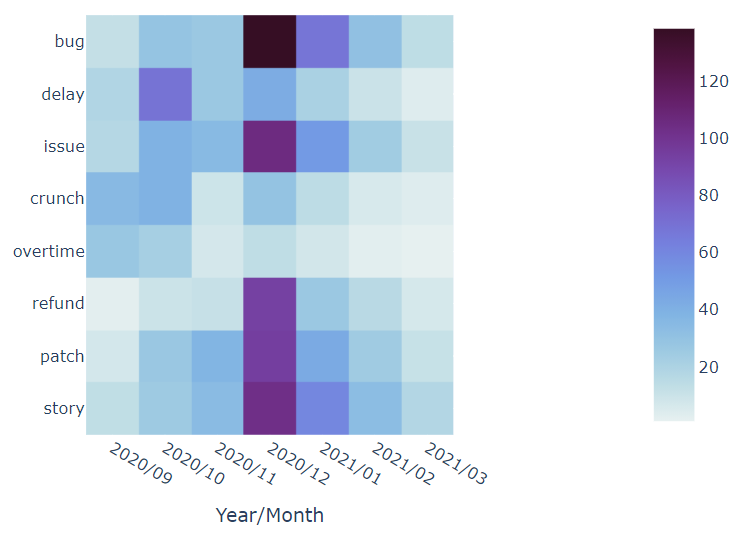 bug
delay
issue
crunch
overtime
refund
patch
story
2020/09
2020/10
2020/11
2020/12
2021/01
2021/02
2021/03
Year/Month
120
100
80
60
40
20